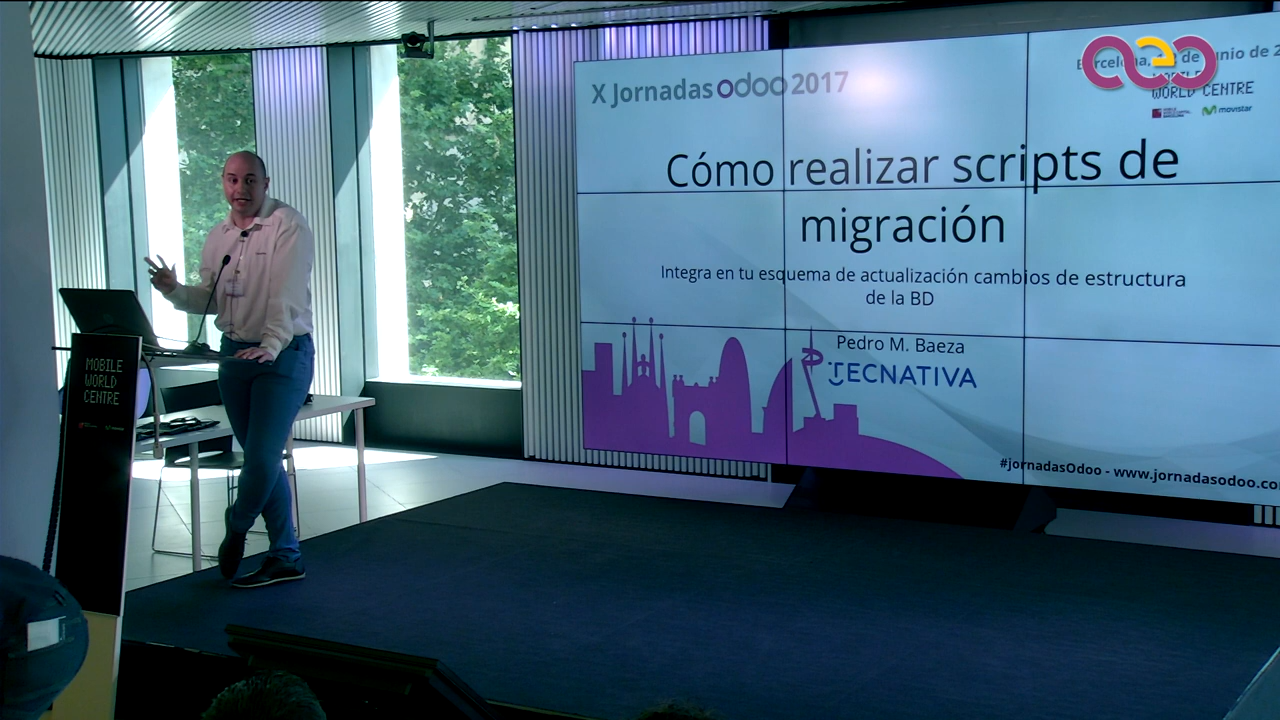 X Jornadas odoo 2017
WORLD CENTRE
movistar
Cómo realizar scripts de
migración
Integra en tu esquema de actualización cambios de estructura
de la BD
Pedro M. Baeza
TECNATIVA
#JornadasOdoo - www.jornadasodoo.co
MOBILE
WORLD
CENTRE